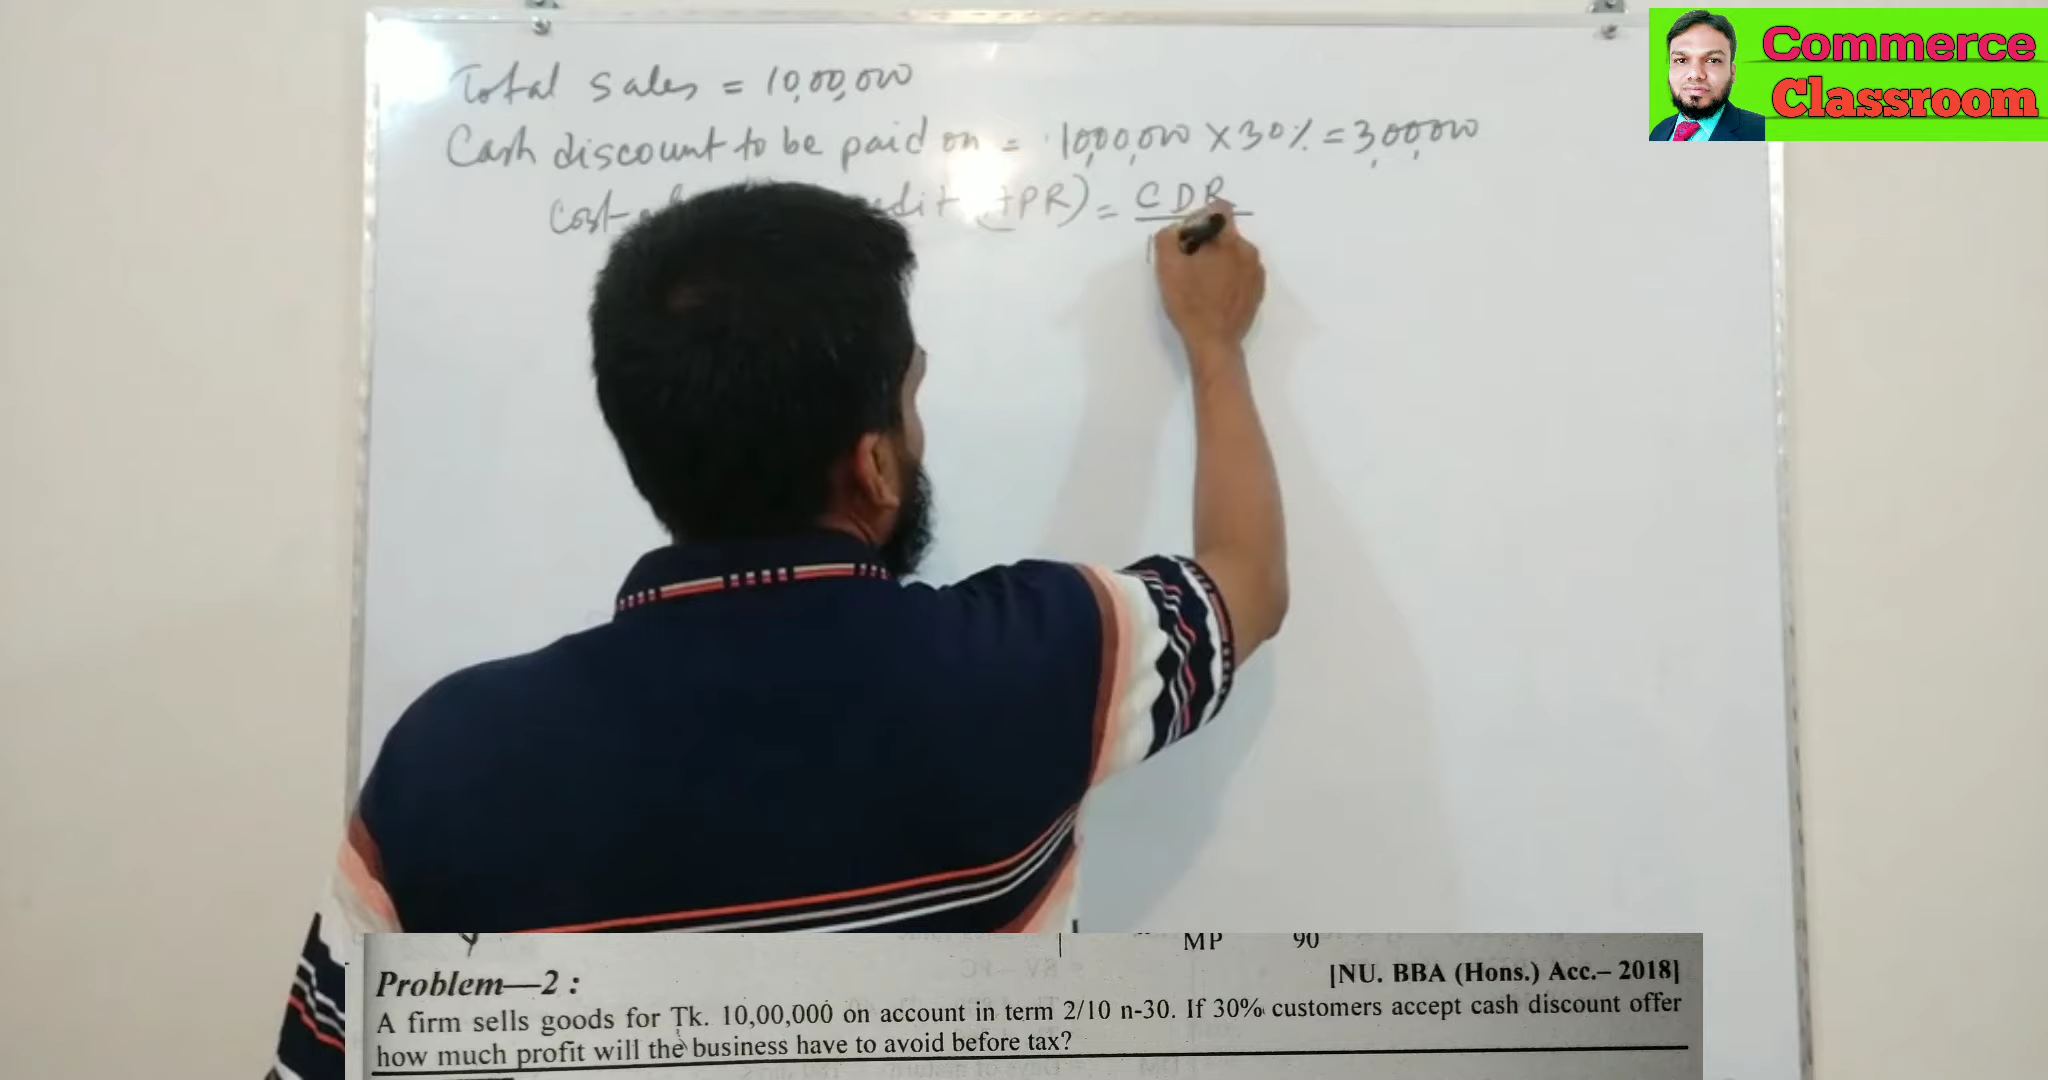 Commerce
Classroom
Total sales = 10,00,000
Cash discount to be paid on = 10,00,000 X 30% = 3,00,000
Cost edit (APR) = CDR
MP 90
Problem—2 :
[NU. BBA (Hons.) Acc.– 2018]
A firm sells goods for Tk. 10,00,000 on account in term 2/10 n-30. If 30% customers accept cash discount offer
how much profit will the business have to avoid before tax?